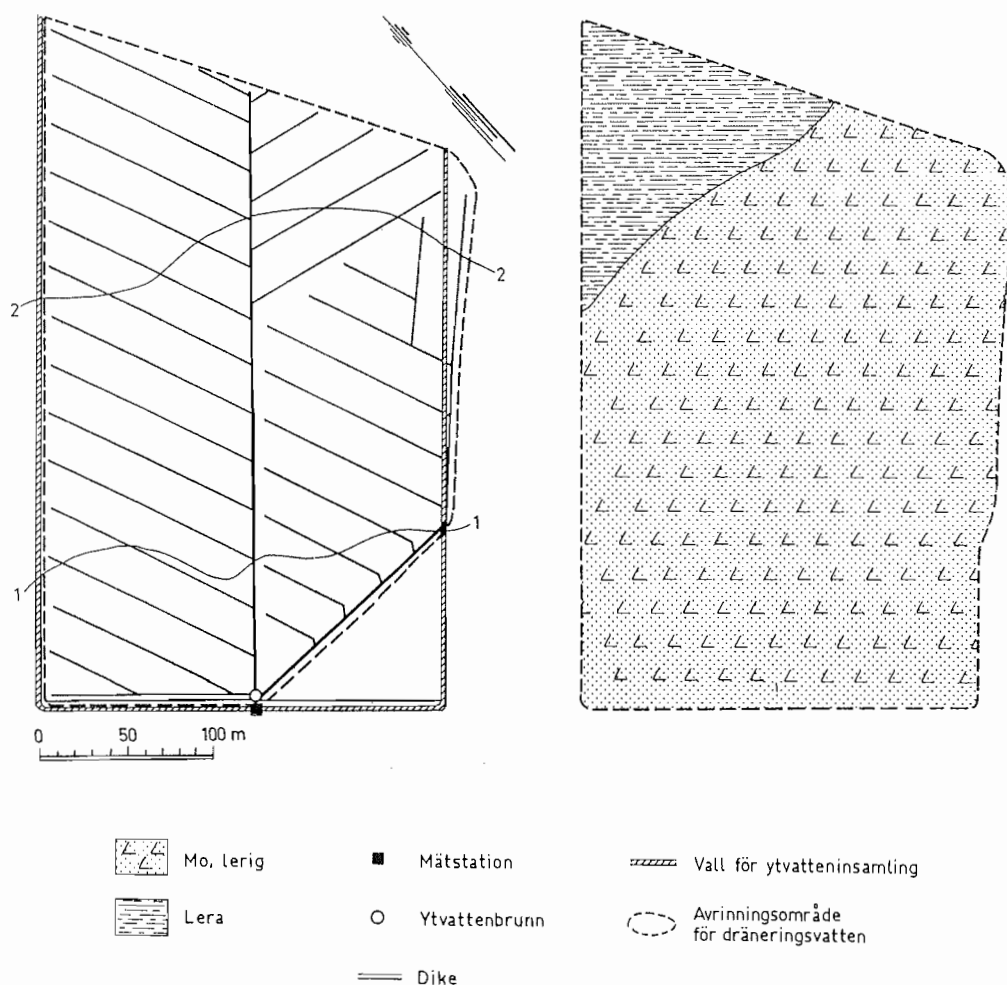 2
2
1
1
0 50 100 m
Mo, lerig
Mätstation
Vall för ytvatteninsamling
Lera
Ytvattenbrunn
Avrinningsområde
för dräneringsvatten
Dike